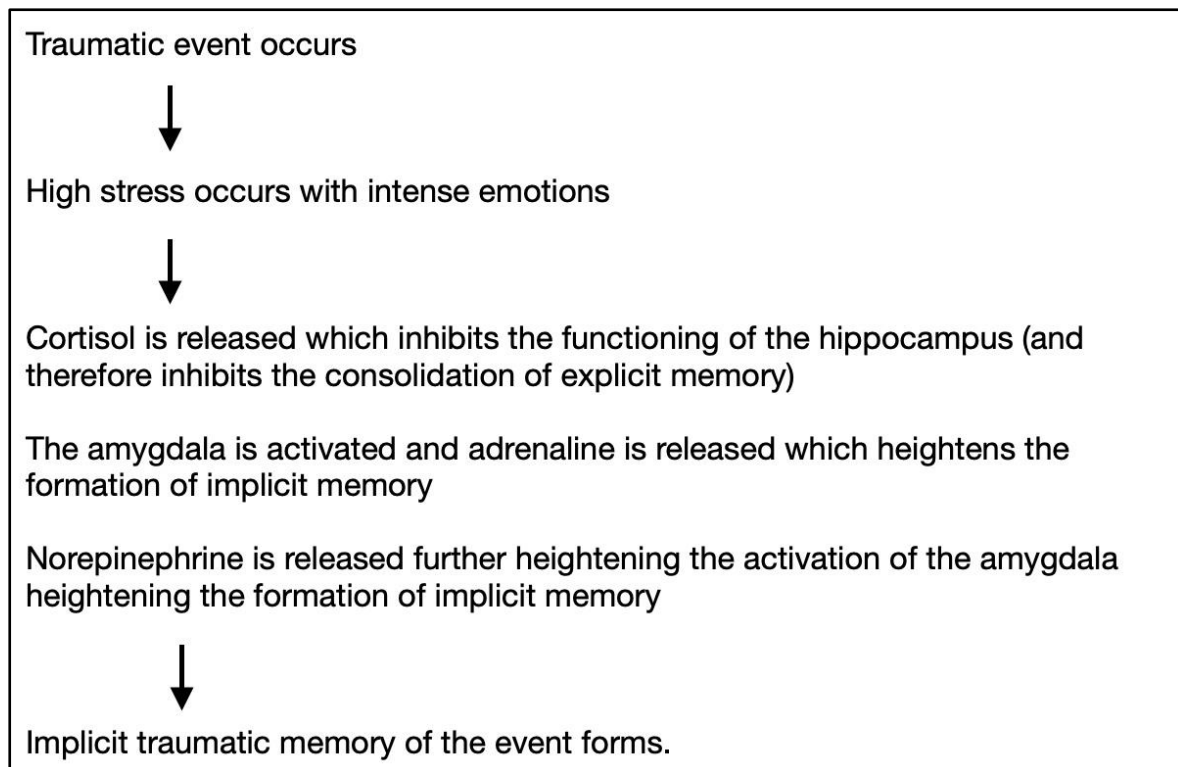 Traumatic event occurs
High stress occurs with intense emotions
Cortisol is released which inhibits the functioning of the hippocampus (and
therefore inhibits the consolidation of explicit memory)
The amygdala is activated and adrenaline is released which heightens the
formation of implicit memory
Norepinephrine is released further heightening the activation of the amygdala
heightening the formation of implicit memory
Implicit traumatic memory of the event forms.